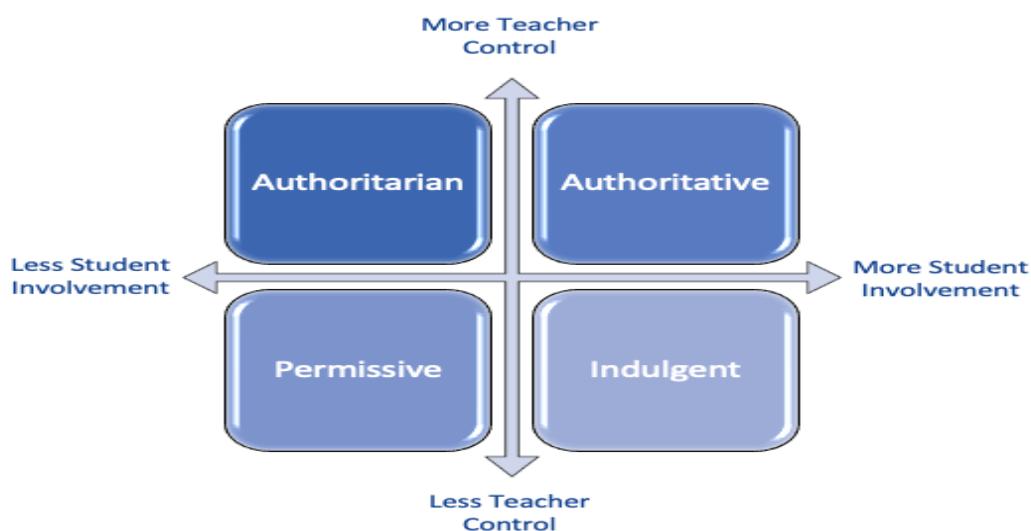 More Teacher
Control
Authoritarian
Authoritative
Less Student
Involvement
More Student
Involvement
Permissive
Indulgent
Less Teacher
Control